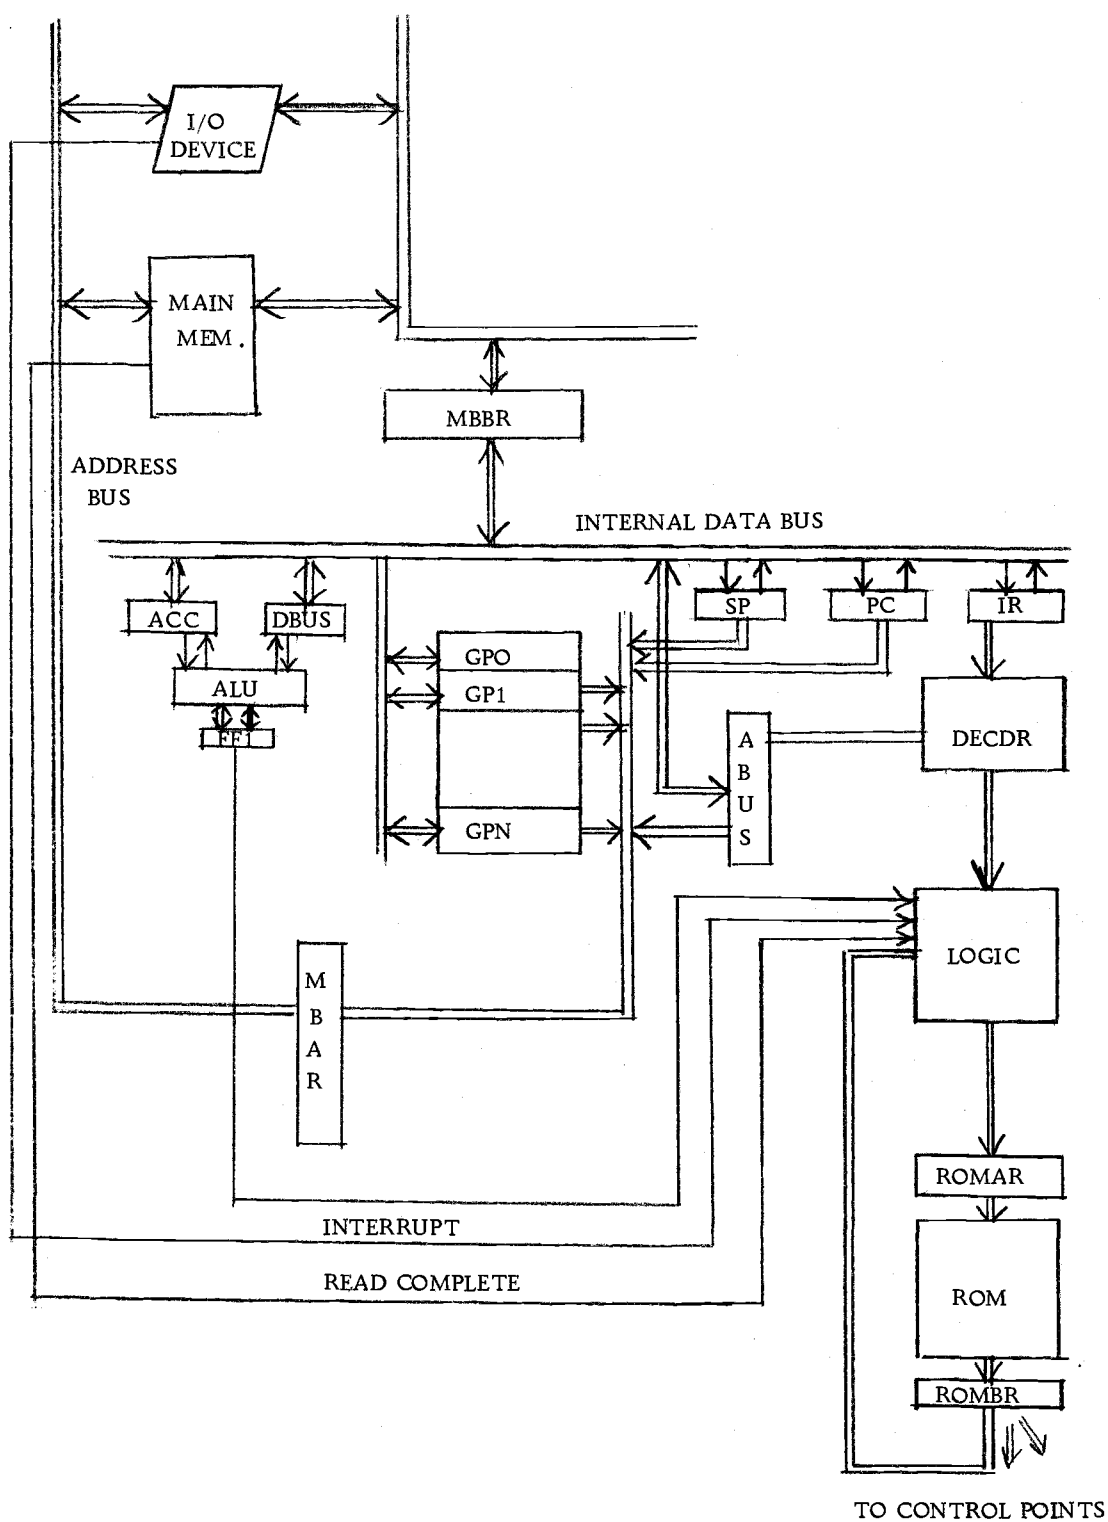 I/O
DEVICE
MAIN
MEM.
MBBR
ADDRESS
BUS
INTERNAL DATA BUS
ACC
DBUS
SP
PC
IR
ALU
FF1
GPO
GP1
GPN
A
B
U
S
DECDR
LOGIC
M
B
A
R
ROMAR
INTERRUPT
READ COMPLETE
ROM
ROMBR
TO CONTROL POINTS